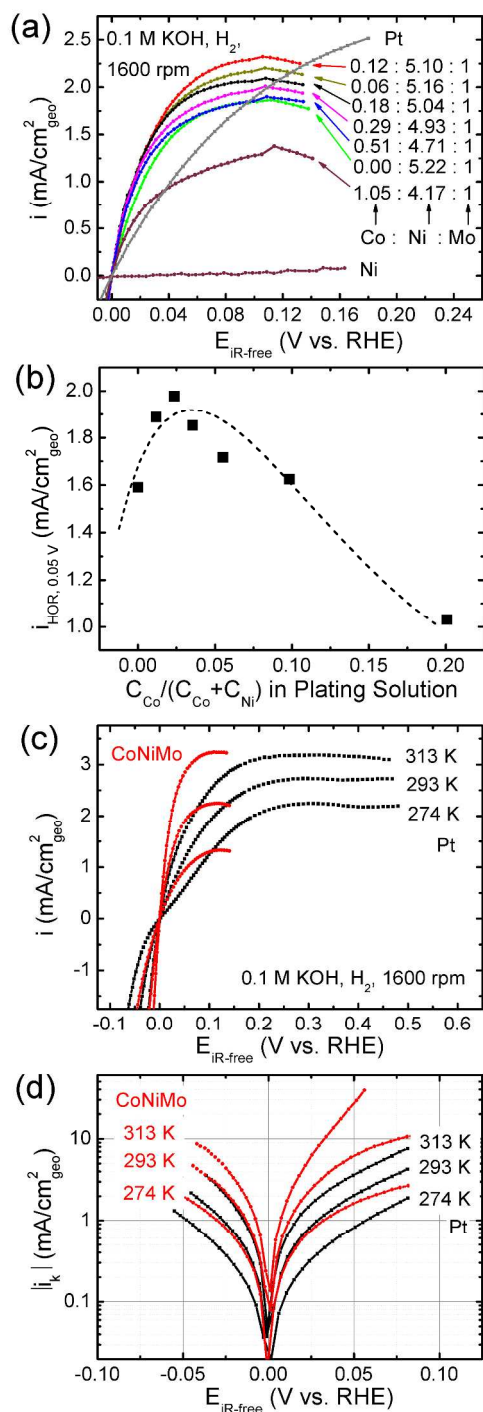 (a)
0.1 M KOH, H2,
1600 rpm
Pt
0.12 : 5.10 : 1
0.06 : 5.16 : 1
0.18 : 5.04 : 1
0.29 : 4.93 : 1
0.51 : 4.71 : 1
0.00 : 5.22 : 1
1.05 : 4.17 : 1
Co : Ni : Mo
Ni
2.5
2.0
1.5
1.0
0.5
0.0
i (mA/cm²geo)
0.00 0.04 0.08 0.12 0.16 0.20 0.24
EiR-free (V vs. RHE)
(b)
2.0
1.8
1.6
1.4
1.2
1.0
iHOR, 0.05 V (mA/cm²geo)
0.00 0.05 0.10 0.15 0.20
CCo/(CCo+CNi) in Plating Solution
(c)
CoNiMo
313 K
293 K
274 K
Pt
0.1 M KOH, H2, 1600 rpm
3
2
1
0
-1
i (mA/cm²geo)
-0.1 0.0 0.1 0.2 0.3 0.4 0.5 0.6
EiR-free (V vs. RHE)
(d)
CoNiMo
313 K
293 K
274 K
313 K
293 K
274 K
Pt
10
1
0.1
|ik| (mA/cm²geo)
-0.10 -0.05 0.00 0.05 0.10
EiR-free (V vs. RHE)